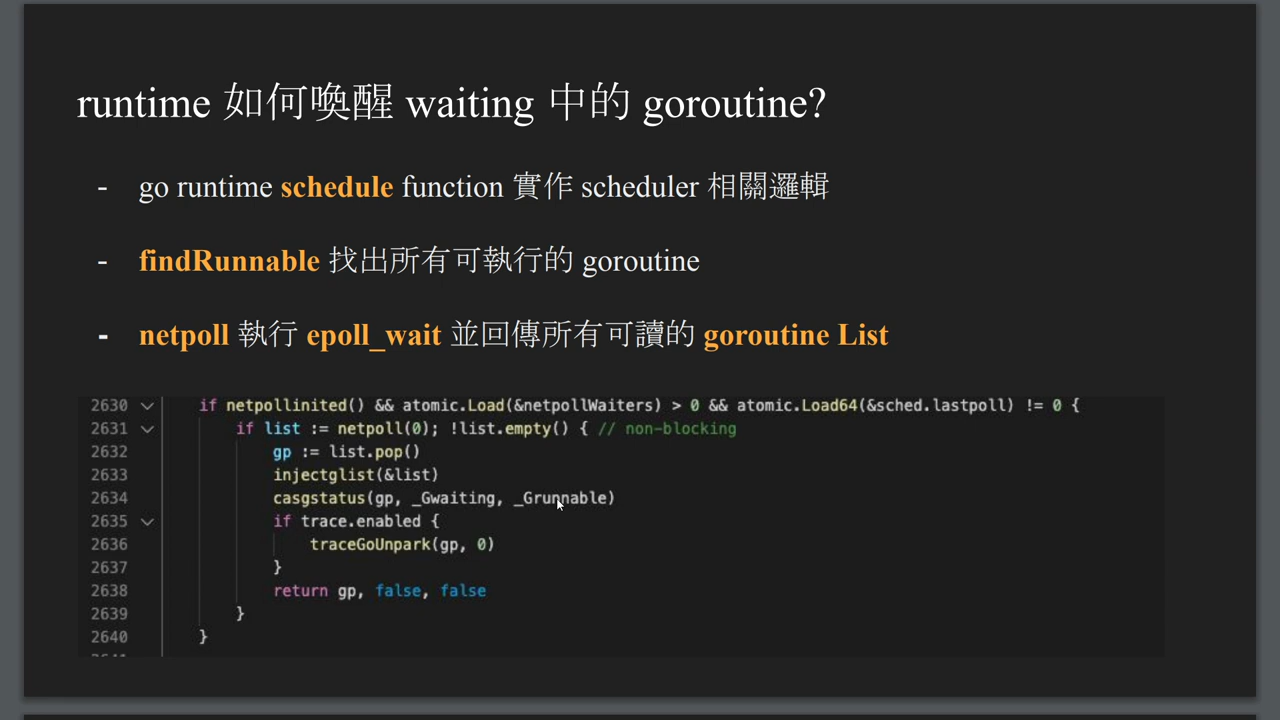 runtime 如何喚醒 waiting 中的 goroutine?
- go runtime schedule function 實作 scheduler 相關邏輯
- findRunnable 找出所有可執行的 goroutine
- netpoll 執行 epoll_wait 並回傳所有可讀的 goroutine List
2630 if netpollinited() && atomic.Load(&netpollWaiters) > 0 && atomic.Load64(&sched.lastpoll) != 0 {
2631 if list := netpoll(0); !list.empty() { // non-blocking
2632 gp := list.pop()
2633 injectglist(&list)
2634 casgstatus(gp, _Gwaiting, _Grunnable)
2635 if trace.enabled {
2636 traceGoUnpark(gp, 0)
2637 }
2638 return gp, false, false
2639 }
2640 }